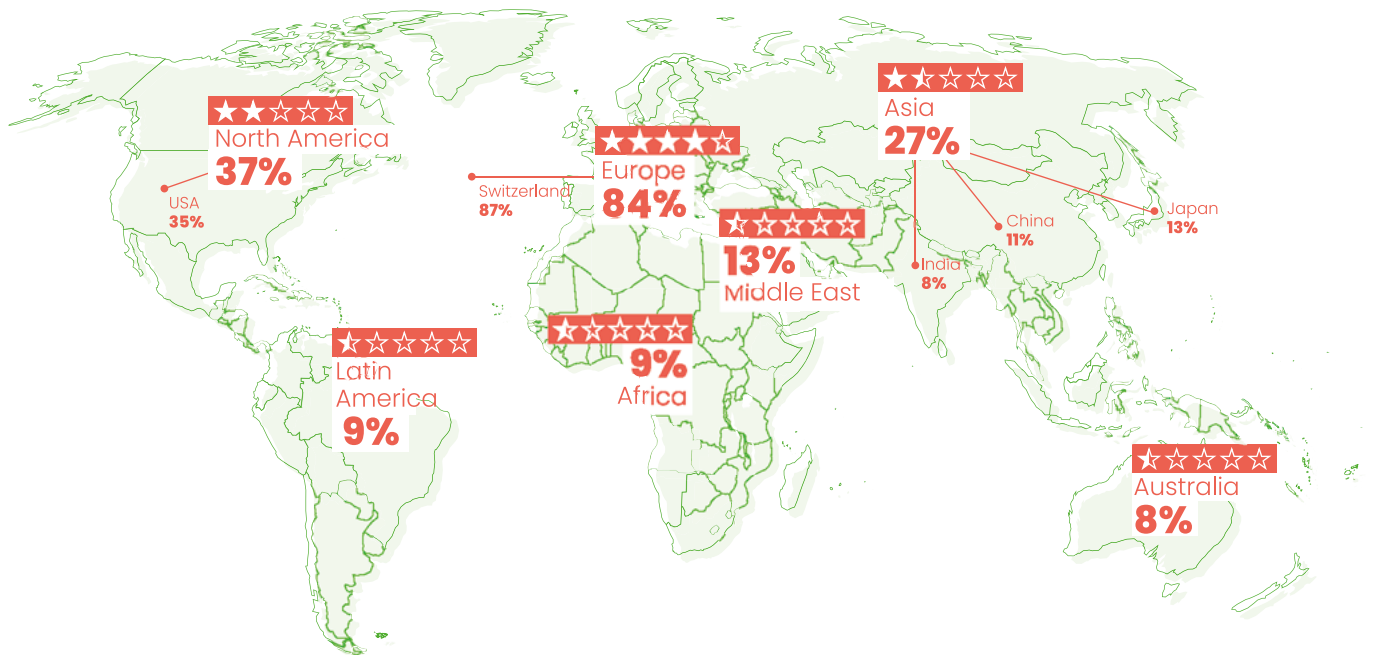 North America
37%
USA
35%
Switzerland
87%
Europe
84%
Asia
27%
China
11%
Japan
13%
India
8%
13%
Middle East
Latin
America
9%
9%
Africa
Australia
8%